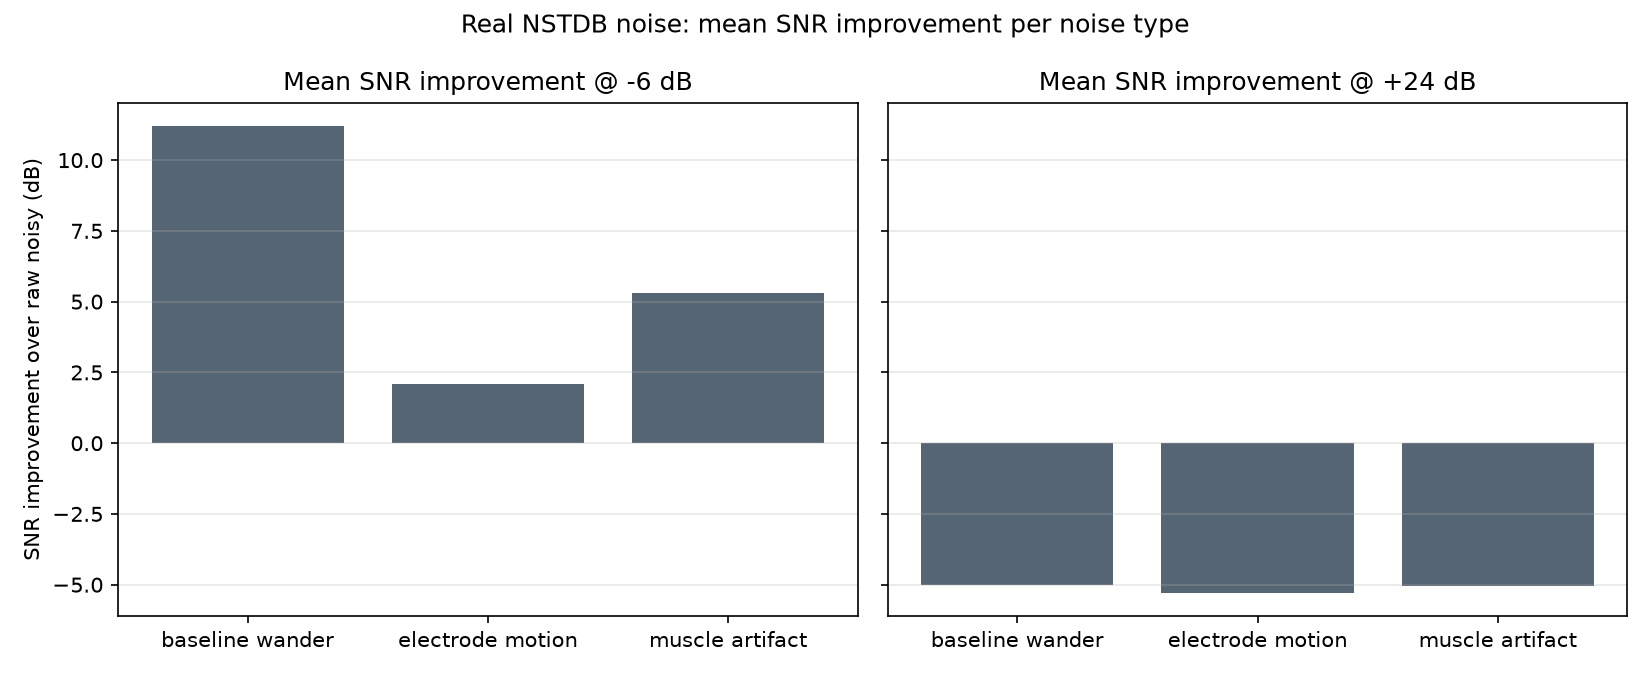 Real NSTDB noise: mean SNR improvement per noise type
Mean SNR improvement @ -6 dB
Mean SNR improvement @ +24 dB
SNR improvement over raw noisy (dB)
10.0
7.5
5.0
2.5
0.0
−2.5
−5.0
baseline wander
electrode motion
muscle artifact
baseline wander
electrode motion
muscle artifact